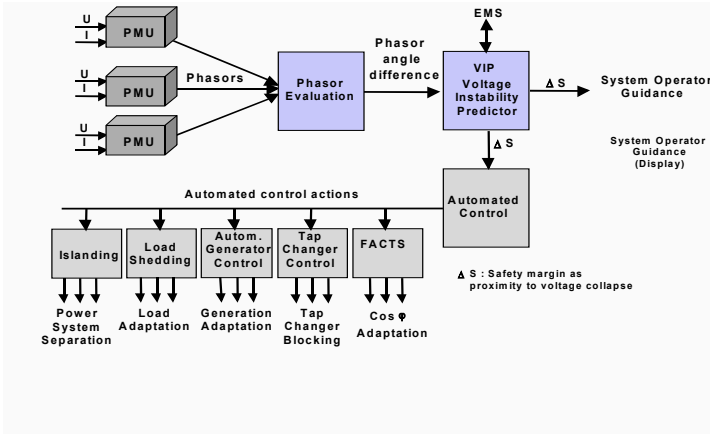 EMS
U
I
PMU
Phasor
angle
difference
VIP
Voltage
Instability
Predictor
U
I
PMU
Phasors
Phasor
Evaluation
Δ S
System Operator
Guidance
U
I
PMU
Δ S
System Operator
Guidance
(Display)
Automated control actions
Automated
Control
Islanding
Load
Shedding
Autom.
Generator
Control
Tap
Changer
Control
FACTS
Δ S : Safety margin as
proximity to voltage collapse
Power
System
Separation
Load
Adaptation
Generation
Adaptation
Tap
Changer
Blocking
Cos φ
Adaptation